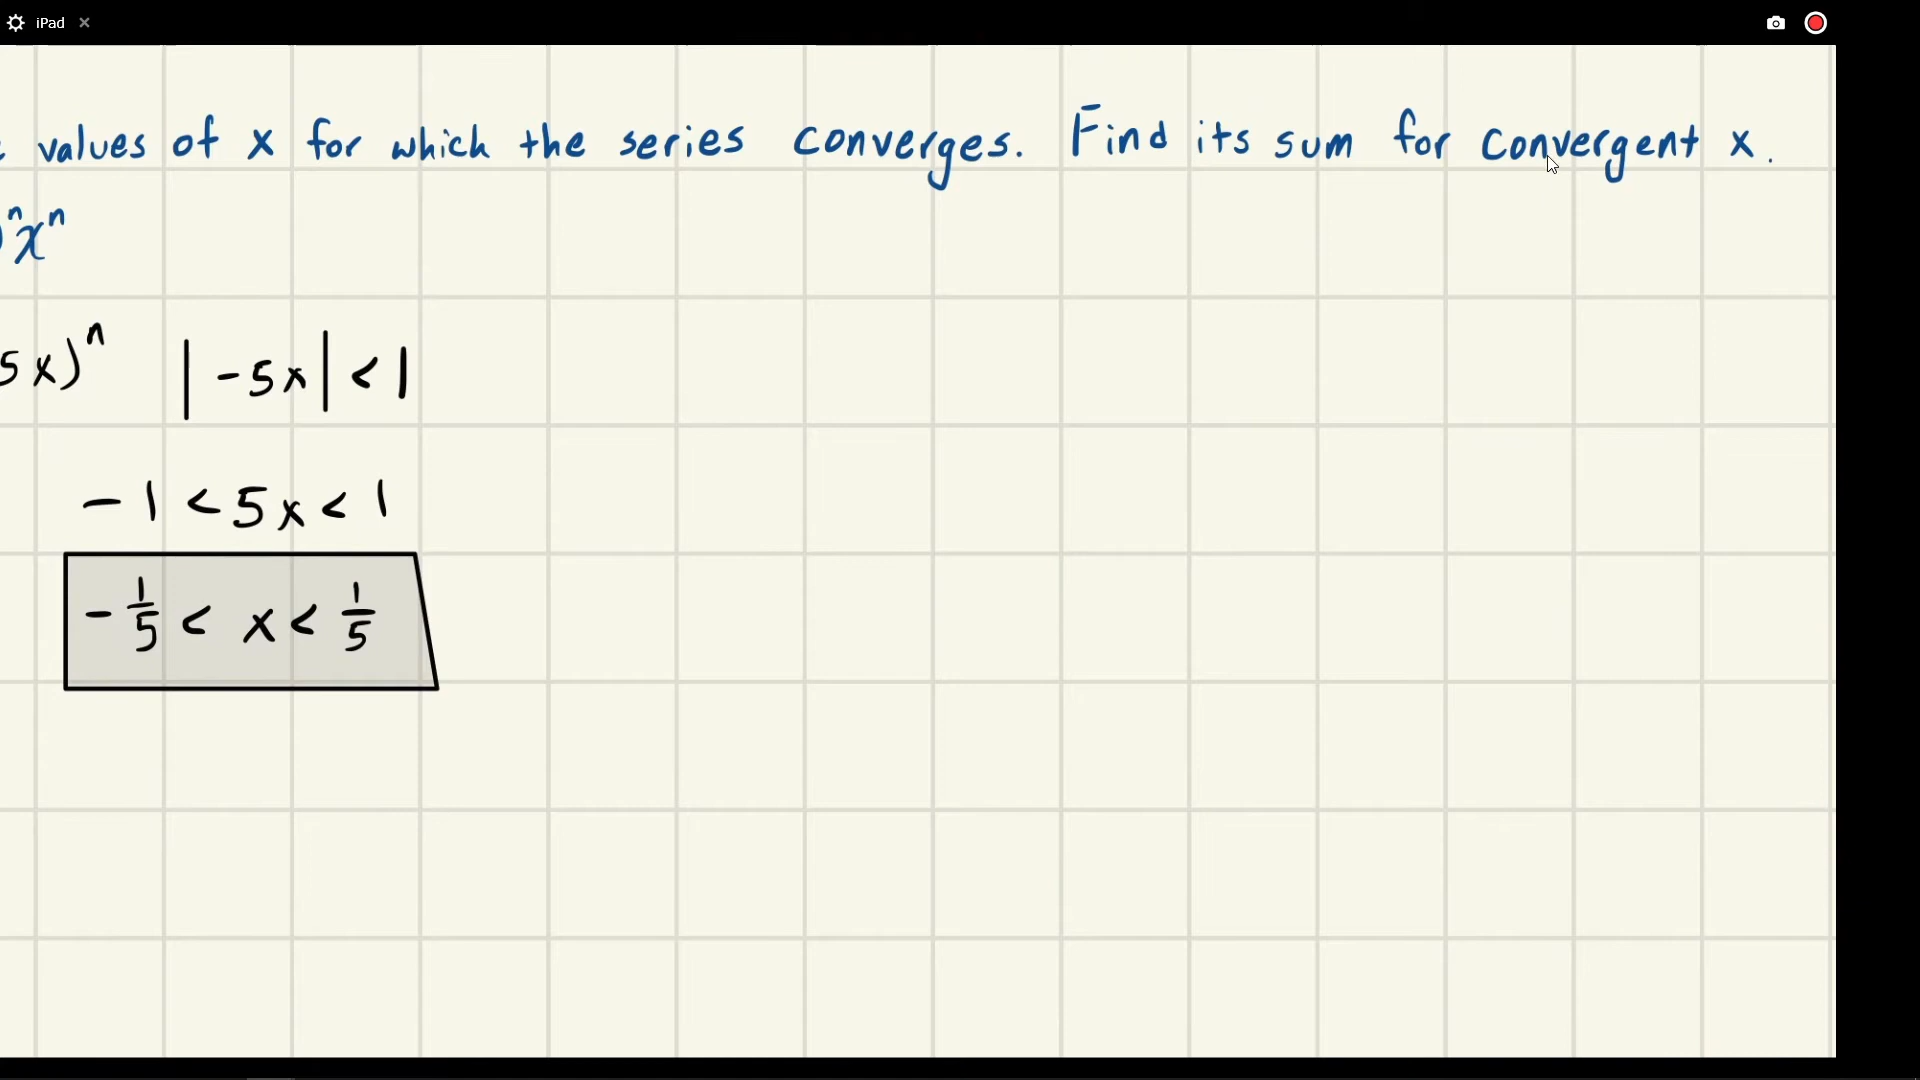 iPad
values of x for which the series converges. Find its sum for convergent x.
)ⁿxⁿ
5x)ⁿ |-5x| < 1
-1 < 5x < 1
-1/5 < x < 1/5